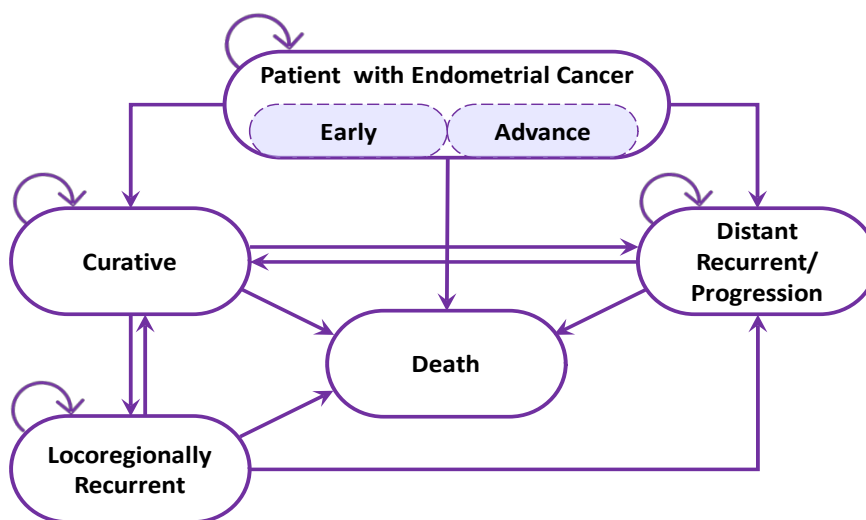 Patient with Endometrial Cancer
Early
Advance
Curative
Distant
Recurrent/
Progression
Death
Locoregionally
Recurrent